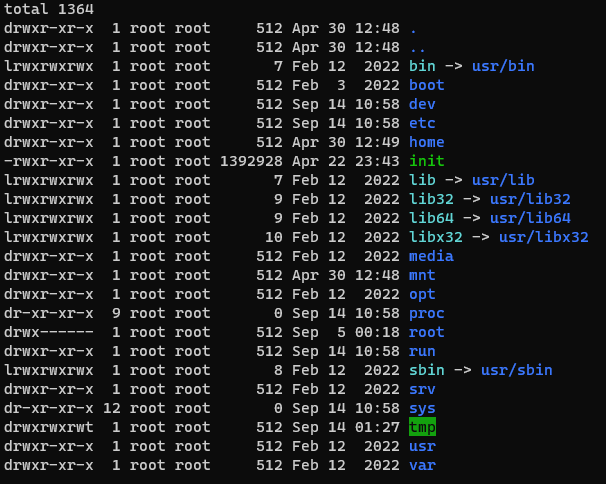 total 1364
drwxr-xr-x  1 root root     512 Apr 30 12:48 .
drwxr-xr-x  1 root root     512 Apr 30 12:48 ..
lrwxrwxrwx  1 root root       7 Feb 12  2022 bin -> usr/bin
drwxr-xr-x  1 root root     512 Feb  3  2022 boot
drwxr-xr-x  1 root root     512 Sep 14 10:58 dev
drwxr-xr-x  1 root root     512 Sep 14 10:58 etc
drwxr-xr-x  1 root root     512 Apr 30 12:49 home
-rwxr-xr-x  1 root root 1392928 Apr 22 23:43 init
lrwxrwxrwx  1 root root       7 Feb 12  2022 lib -> usr/lib
lrwxrwxrwx  1 root root       9 Feb 12  2022 lib32 -> usr/lib32
lrwxrwxrwx  1 root root       9 Feb 12  2022 lib64 -> usr/lib64
lrwxrwxrwx  1 root root      10 Feb 12  2022 libx32 -> usr/libx32
drwxr-xr-x  1 root root     512 Feb 12  2022 media
drwxr-xr-x  1 root root     512 Apr 30 12:48 mnt
drwxr-xr-x  1 root root     512 Feb 12  2022 opt
dr-xr-xr-x  9 root root       0 Sep 14 10:58 proc
drwx------  1 root root     512 Sep  5 00:18 root
drwxr-xr-x  1 root root     512 Sep 14 10:58 run
lrwxrwxrwx  1 root root       8 Feb 12  2022 sbin -> usr/sbin
drwxr-xr-x  1 root root     512 Feb 12  2022 srv
dr-xr-xr-x 12 root root       0 Sep 14 10:58 sys
drwxrwxrwt  1 root root     512 Sep 14 01:27 tmp
drwxr-xr-x  1 root root     512 Feb 12  2022 usr
drwxr-xr-x  1 root root     512 Feb 12  2022 var